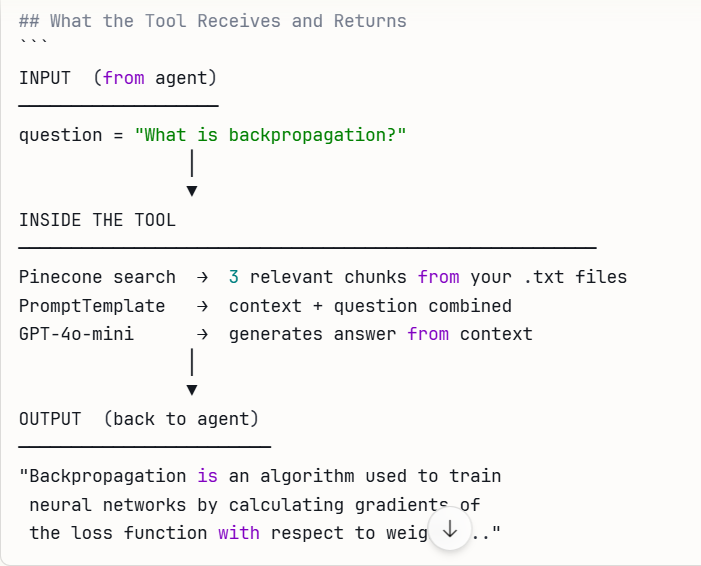 ## What the Tool Receives and Returns
```
INPUT  (from agent)
question = "What is backpropagation?"
INSIDE THE TOOL
Pinecone search  →  3 relevant chunks from your .txt files
PromptTemplate   →  context + question combined
GPT-4o-mini      →  generates answer from context
OUTPUT  (back to agent)
"Backpropagation is an algorithm used to train
neural networks by calculating gradients of
the loss function with respect to .."